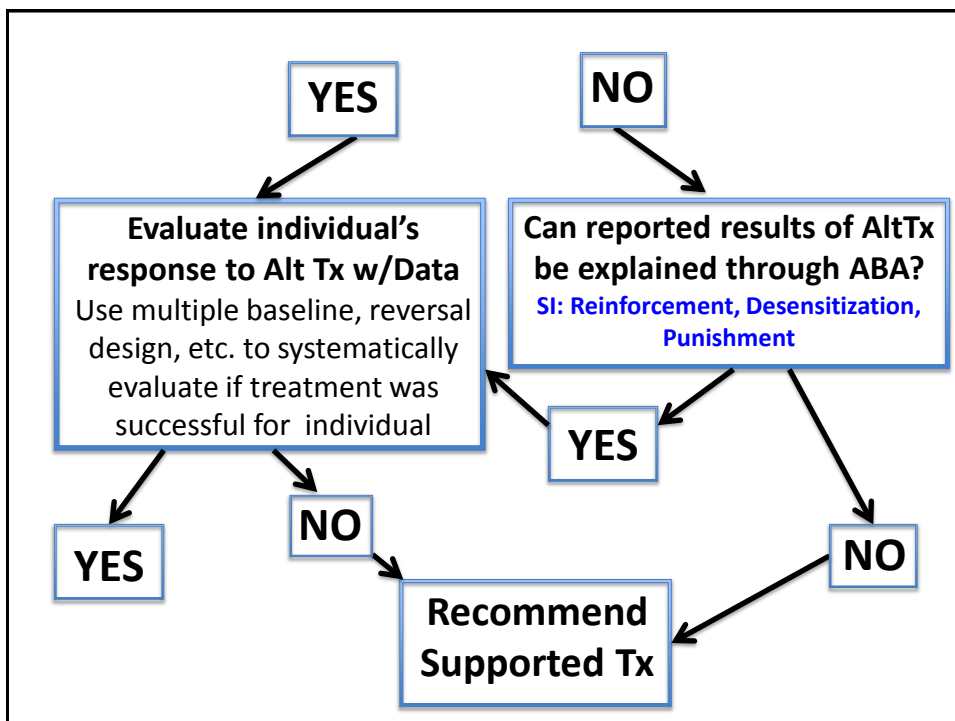 YES
NO
Evaluate individual’s
response to Alt Tx w/Data
Use multiple baseline, reversal
design, etc. to systematically
evaluate if treatment was
successful for individual
Can reported results of AltTx
be explained through ABA?
SI: Reinforcement, Desensitization,
Punishment
YES
YES
NO
NO
Recommend
Supported Tx